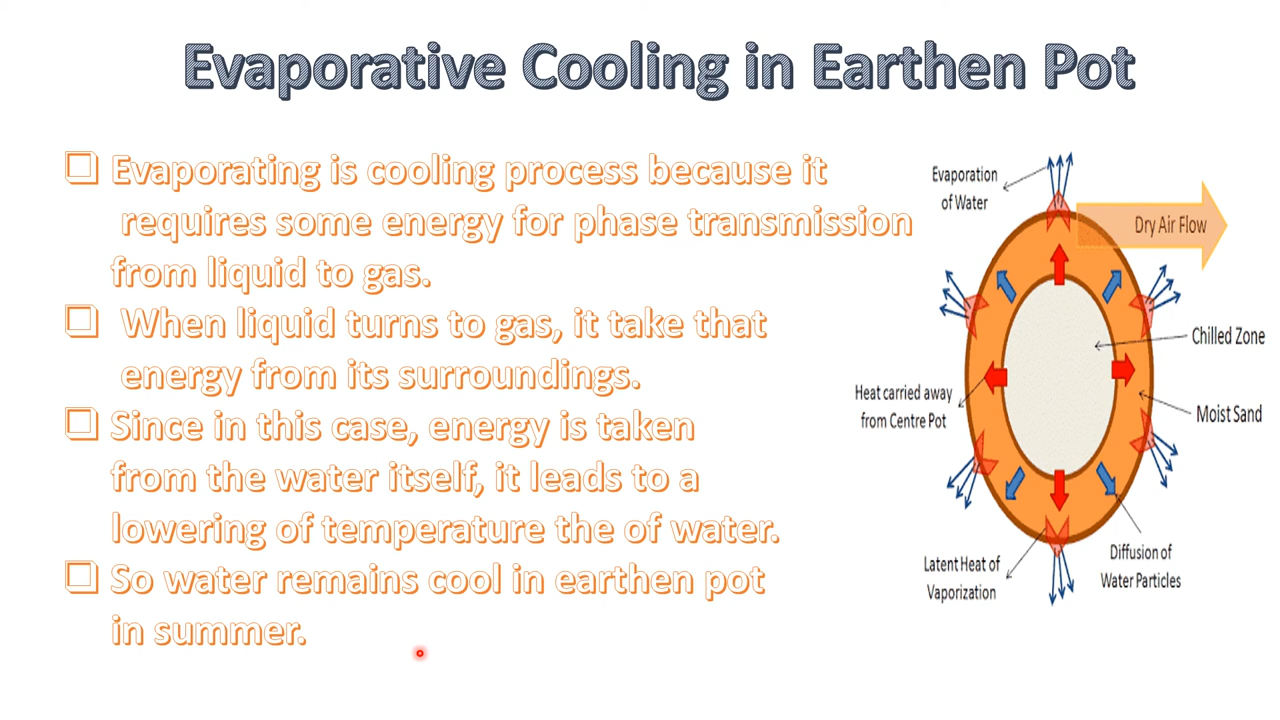 Evaporative Cooling in Earthen Pot
❑ Evaporating is cooling process because it
requires some energy for phase transmission
from liquid to gas.
❑ When liquid turns to gas, it take that
energy from its surroundings.
❑ Since in this case, energy is taken
from the water itself, it leads to a
lowering of temperature the of water.
❑ So water remains cool in earthen pot
in summer.
Evaporation
of Water
Dry Air Flow
Chilled Zone
Heat carried away
from Centre Pot
Moist Sand
Latent Heat of
Vaporization
Diffusion of
Water Particles